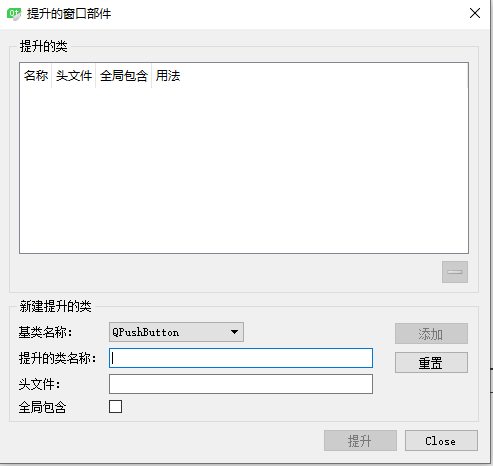 Qt 提升的窗口部件
提升的类
名称 头文件 全局包含 用法
新建提升的类
基类名称： QPushButton 添加
提升的类名称： 重置
头文件：
全局包含
提升 Close